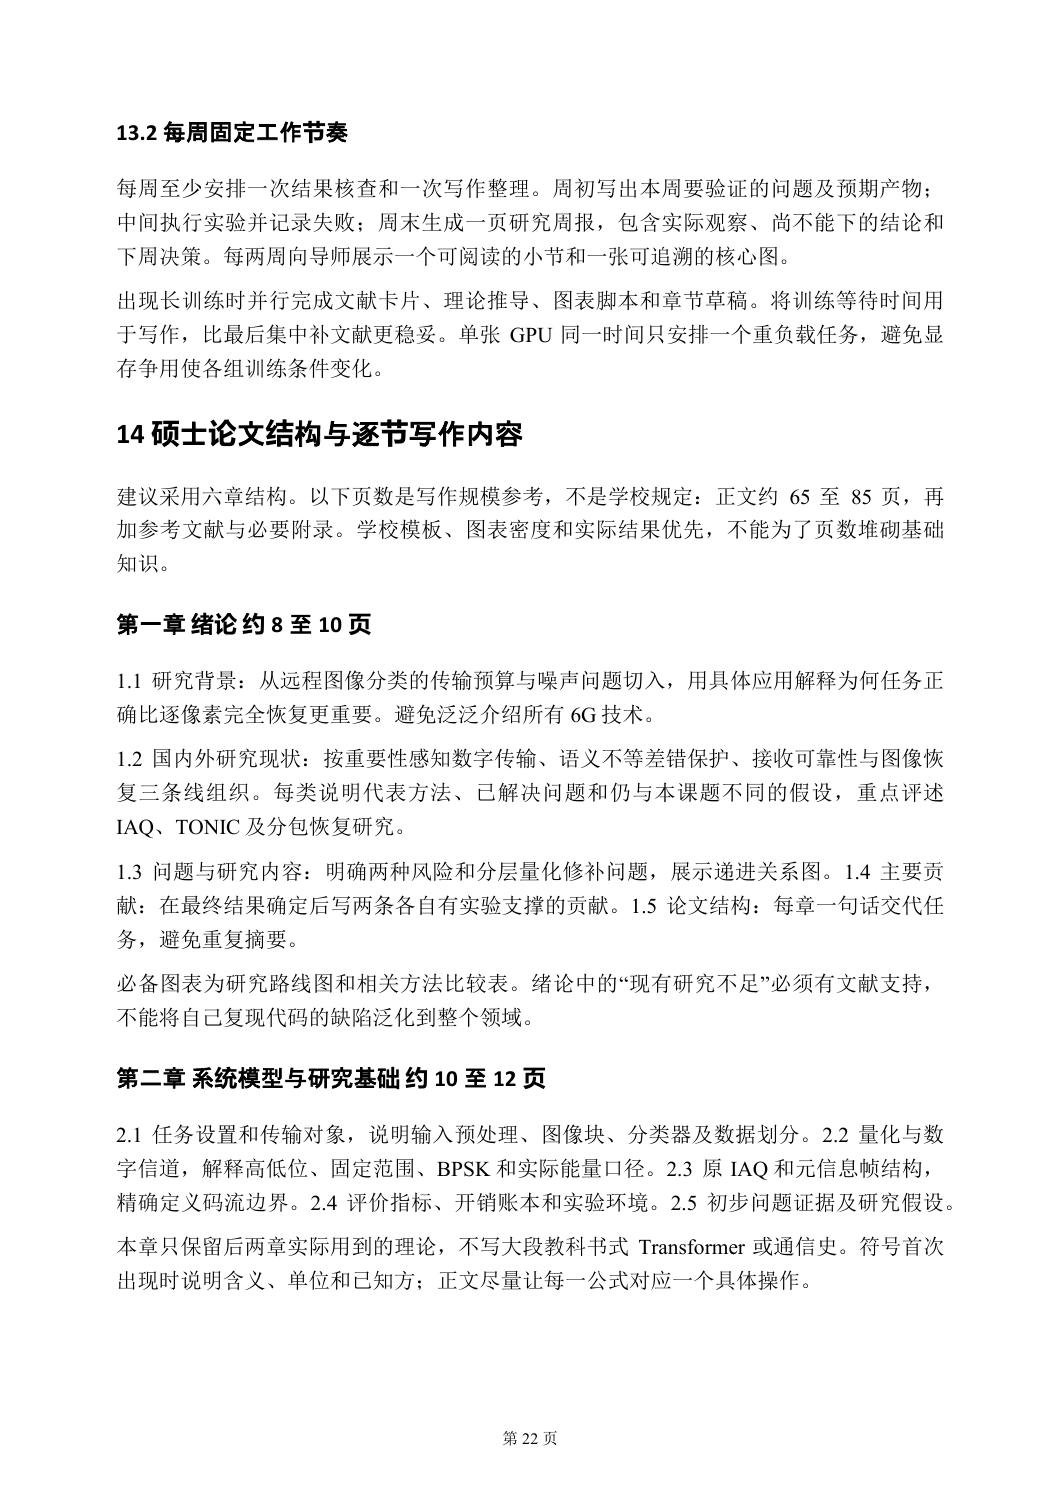 13.2 每周固定工作节奏
每周至少安排一次结果核查和一次写作整理。周初写出本周要验证的问题及预期产物；
中间执行实验并记录失败；周末生成一页研究周报，包含实际观察、尚不能下的结论和
下周决策。每两周向导师展示一个可阅读的小节和一张可追溯的核心图。
出现长训练时并行完成文献卡片、理论推导、图表脚本和章节草稿。将训练等待时间用
于写作，比最后集中补文献更稳妥。单张 GPU 同一时间只安排一个重负载任务，避免显
存争用使各组训练条件变化。
14 硕士论文结构与逐节写作内容
建议采用六章结构。以下页数是写作规模参考，不是学校规定：正文约 65 至 85 页，再
加参考文献与必要附录。学校模板、图表密度和实际结果优先，不能为了页数堆砌基础
知识。
第一章 绪论 约 8 至 10 页
1.1 研究背景：从远程图像分类的传输预算与噪声问题切入，用具体应用解释为何任务正
确比逐像素完全恢复更重要。避免泛泛介绍所有 6G 技术。
1.2 国内外研究现状：按重要性感知数字传输、语义不等差错保护、接收可靠性与图像恢
复三条线组织。每类说明代表方法、已解决问题和仍与本课题不同的假设，重点评述
IAQ、TONIC 及分包恢复研究。
1.3 问题与研究内容：明确两种风险和分层量化修补问题，展示递进关系图。1.4 主要贡
献：在最终结果确定后写两条各自有实验支撑的贡献。1.5 论文结构：每章一句话交代任
务，避免重复摘要。
必备图表为研究路线图和相关方法比较表。绪论中的“现有研究不足”必须有文献支持，
不能将自己复现代码的缺陷泛化到整个领域。
第二章 系统模型与研究基础 约 10 至 12 页
2.1 任务设置和传输对象，说明输入预处理、图像块、分类器及数据划分。2.2 量化与数
字信道，解释高低位、固定范围、BPSK 和实际能量口径。2.3 原 IAQ 和元信息帧结构，
精确定义码流边界。2.4 评价指标、开销账本和实验环境。2.5 初步问题证据及研究假设。
本章只保留后两章实际用到的理论，不写大段教科书式 Transformer 或通信史。符号首次
出现时说明含义、单位和已知方；正文尽量让每一公式对应一个具体操作。
第 22 页